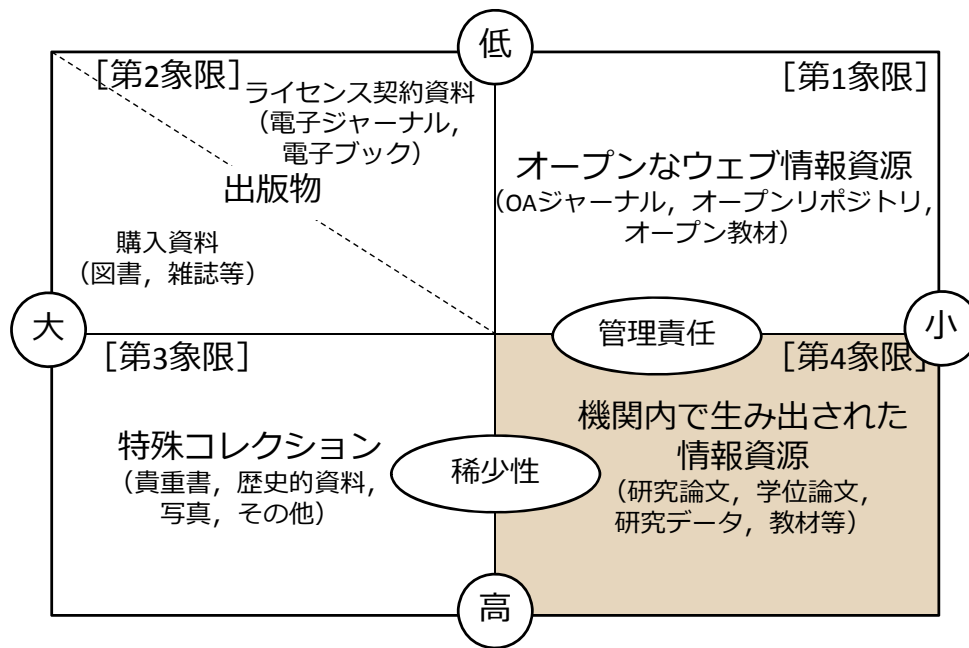 低
［第2象限］
ライセンス契約資料
（電子ジャーナル，
電子ブック）
出版物
購入資料
（図書，雑誌等）
［第1象限］
オープンなウェブ情報資源
（OAジャーナル，オープンリポジトリ，
オープン教材）
大
管理責任
小
［第3象限］
特殊コレクション
（貴重書，歴史的資料，
写真，その他）
稀少性
［第4象限］
機関内で生み出された
情報資源
（研究論文，学位論文，
研究データ，教材等）
高